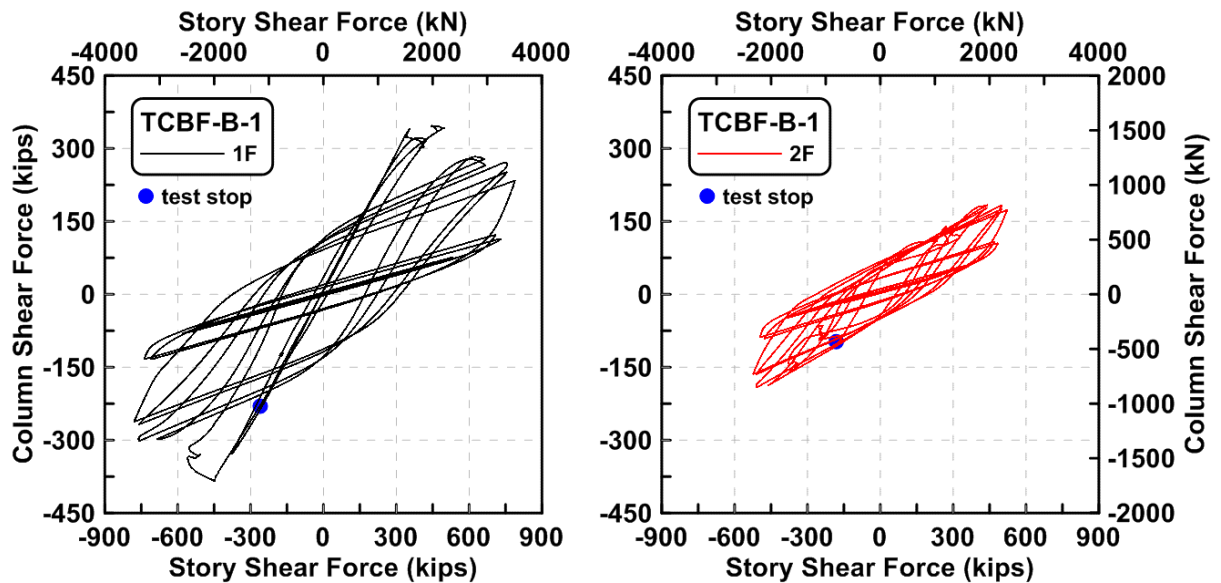 Story Shear Force (kN)
-4000 -2000 0 2000 4000
450
300
150
0
-150
-300
-450
Column Shear Force (kips)
TCBF-B-1
1F
test stop
-900 -600 -300 0 300 600 900
Story Shear Force (kips)
Story Shear Force (kN)
-4000 -2000 0 2000 4000
450
300
150
0
-150
-300
-450
TCBF-B-1
2F
test stop
2000
1500
1000
500
0
-500
-1000
-1500
-2000
Column Shear Force (kN)
-900 -600 -300 0 300 600 900
Story Shear Force (kips)